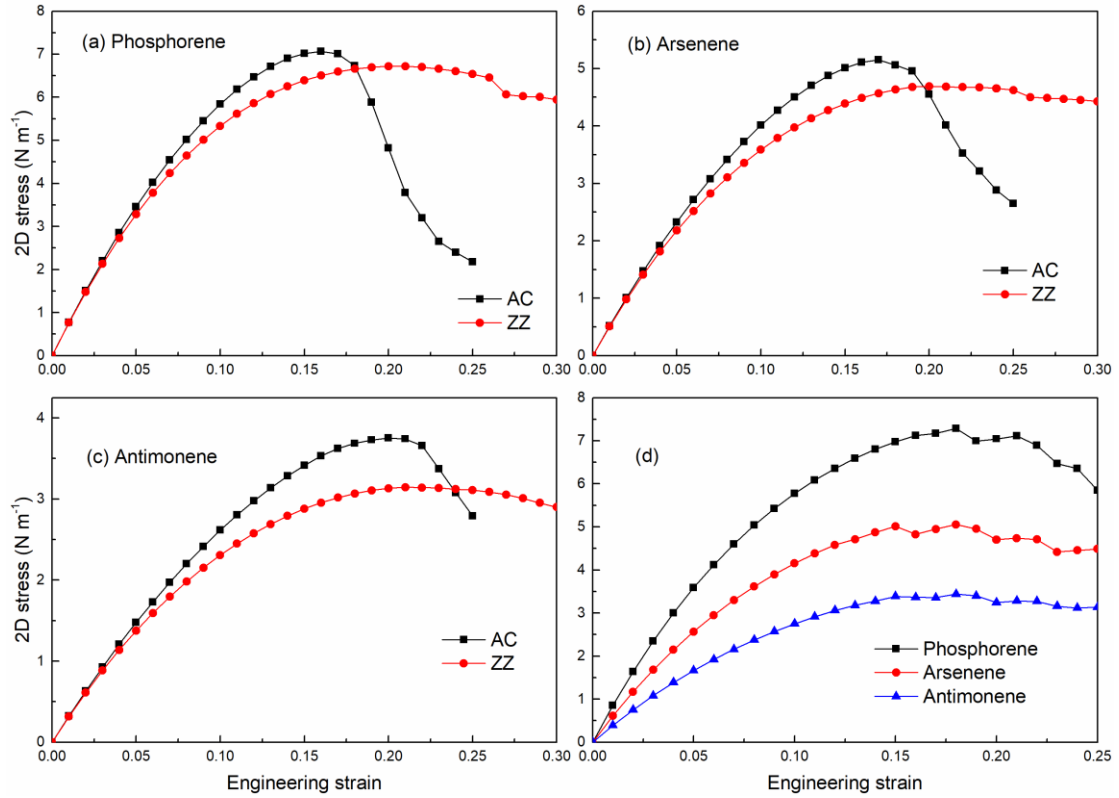 (a) Phosphorene
2D stress (N m⁻¹)
8
7
6
5
4
3
2
1
0
0.00 0.05 0.10 0.15 0.20 0.25 0.30
AC
ZZ
(b) Arsenene
6
5
4
3
2
1
0
0.00 0.05 0.10 0.15 0.20 0.25 0.30
AC
ZZ
(c) Antimonene
2D stress (N m⁻¹)
4
3
2
1
0
0.00 0.05 0.10 0.15 0.20 0.25 0.30
Engineering strain
AC
ZZ
(d)
8
7
6
5
4
3
2
1
0
0.00 0.05 0.10 0.15 0.20 0.25
Engineering strain
Phosphorene
Arsenene
Antimonene